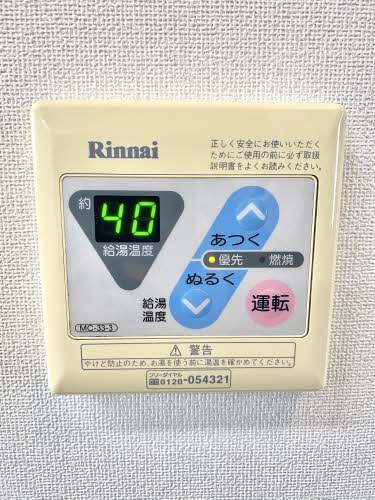 Rinnai
正しく安全にお使いいただく
ためにご使用の前に必ず取扱
説明書をよくお読みください。
約 40
給湯温度
あつく
優先 燃焼
ぬるく
給湯
温度
運転
MC-33-3
警告
やけど防止のため、お湯を使う前に湯温を確かめてください。
フリーダイヤル
0120-054321